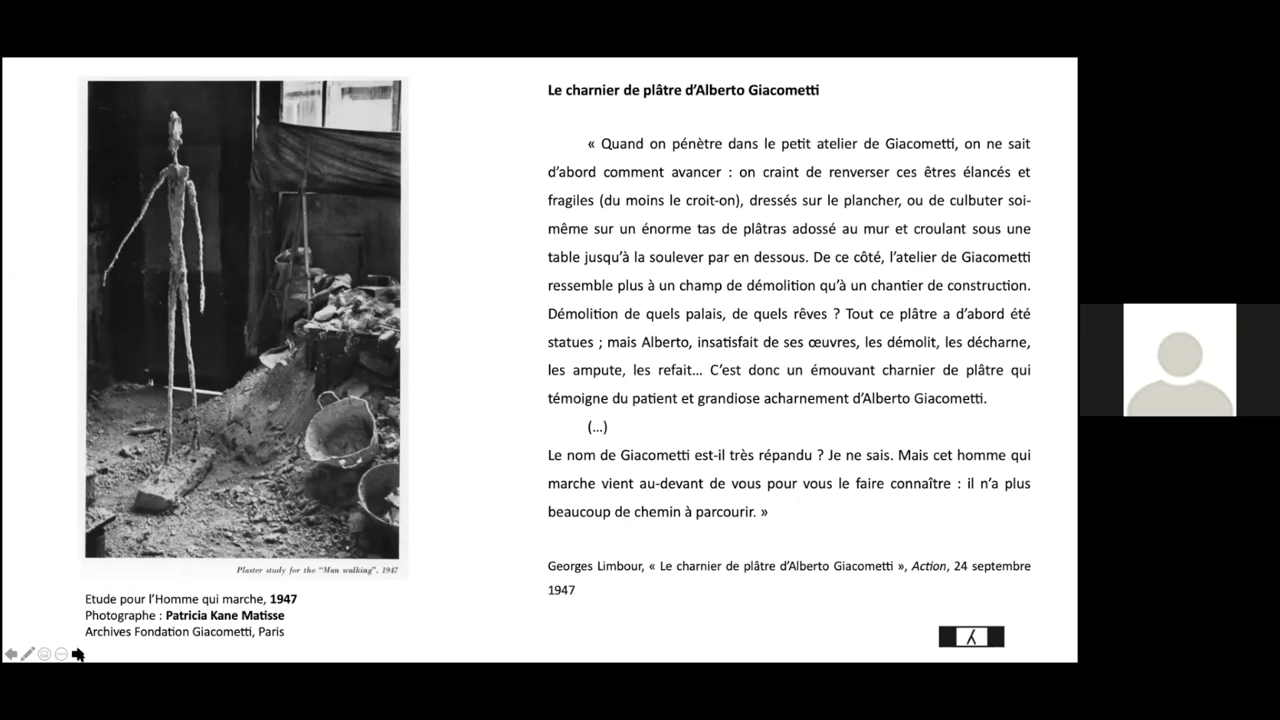 Plaster study for the "Man walking", 1947
Etude pour l'Homme qui marche, 1947
Photographe : Patricia Kane Matisse
Archives Fondation Giacometti, Paris
Le charnier de plâtre d'Alberto Giacometti
« Quand on pénètre dans le petit atelier de Giacometti, on ne sait
d'abord comment avancer : on craint de renverser ces êtres élancés et
fragiles (du moins le croit-on), dressés sur le plancher, ou de culbuter soi-
même sur un énorme tas de plâtras adossé au mur et croulant sous une
table jusqu'à la soulever par en dessous. De ce côté, l'atelier de Giacometti
ressemble plus à un champ de démolition qu'à un chantier de construction.
Démolition de quels palais, de quels rêves ? Tout ce plâtre a d'abord été
statues ; mais Alberto, insatisfait de ses œuvres, les démolit, les décharne,
les ampute, les refait... C'est donc un émouvant charnier de plâtre qui
témoigne du patient et grandiose acharnement d'Alberto Giacometti.
(...)
Le nom de Giacometti est-il très répandu ? Je ne sais. Mais cet homme qui
marche vient au-devant de vous pour vous le faire connaître : il n'a plus
beaucoup de chemin à parcourir. »
Georges Limbour, « Le charnier de plâtre d'Alberto Giacometti », Action, 24 septembre
1947